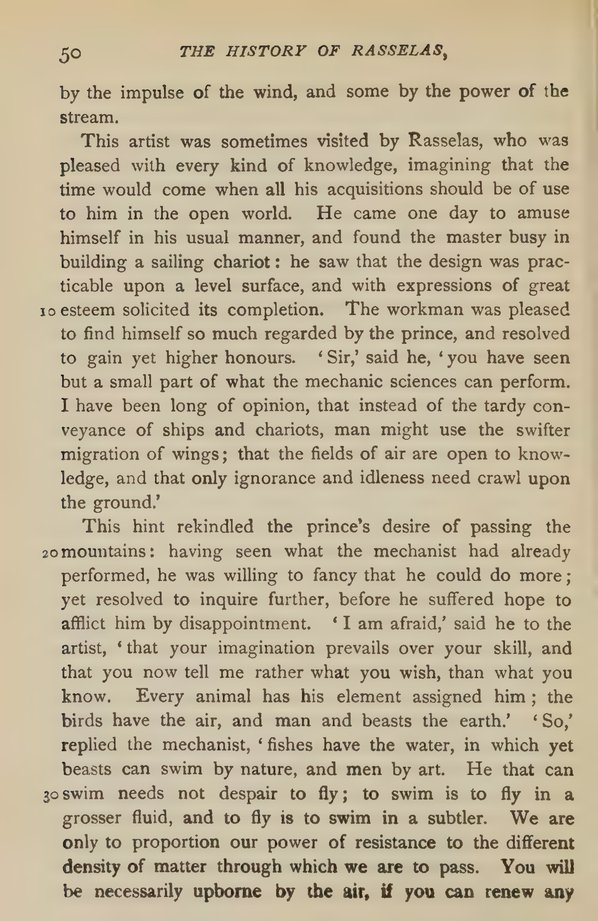 50 THE HISTORY OF RASSELAS,
by the impulse of the wind, and some by the power of the
stream.
This artist was sometimes visited by Rasselas, who was
pleased with every kind of knowledge, imagining that the
time would come when all his acquisitions should be of use
to him in the open world. He came one day to amuse
himself in his usual manner, and found the master busy in
building a sailing chariot: he saw that the design was prac-
ticable upon a level surface, and with expressions of great
10 esteem solicited its completion. The workman was pleased
to find himself so much regarded by the prince, and resolved
to gain yet higher honours. ‘Sir,’ said he, ‘you have seen
but a small part of what the mechanic sciences can perform.
I have been long of opinion, that instead of the tardy con-
veyance of ships and chariots, man might use the swifter
migration of wings; that the fields of air are open to know-
ledge, and that only ignorance and idleness need crawl upon
the ground.’
This hint rekindled the prince’s desire of passing the
20 mountains: having seen what the mechanist had already
performed, he was willing to fancy that he could do more;
yet resolved to inquire further, before he suffered hope to
afflict him by disappointment. ‘I am afraid,’ said he to the
artist, ‘that your imagination prevails over your skill, and
that you now tell me rather what you wish, than what you
know. Every animal has his element assigned him; the
birds have the air, and man and beasts the earth.’ ‘So,’
replied the mechanist, ‘fishes have the water, in which yet
beasts can swim by nature, and men by art. He that can
30 swim needs not despair to fly; to swim is to fly in a
grosser fluid, and to fly is to swim in a subtler. We are
only to proportion our power of resistance to the different
density of matter through which we are to pass. You will
be necessarily upborne by the air, if you can renew any